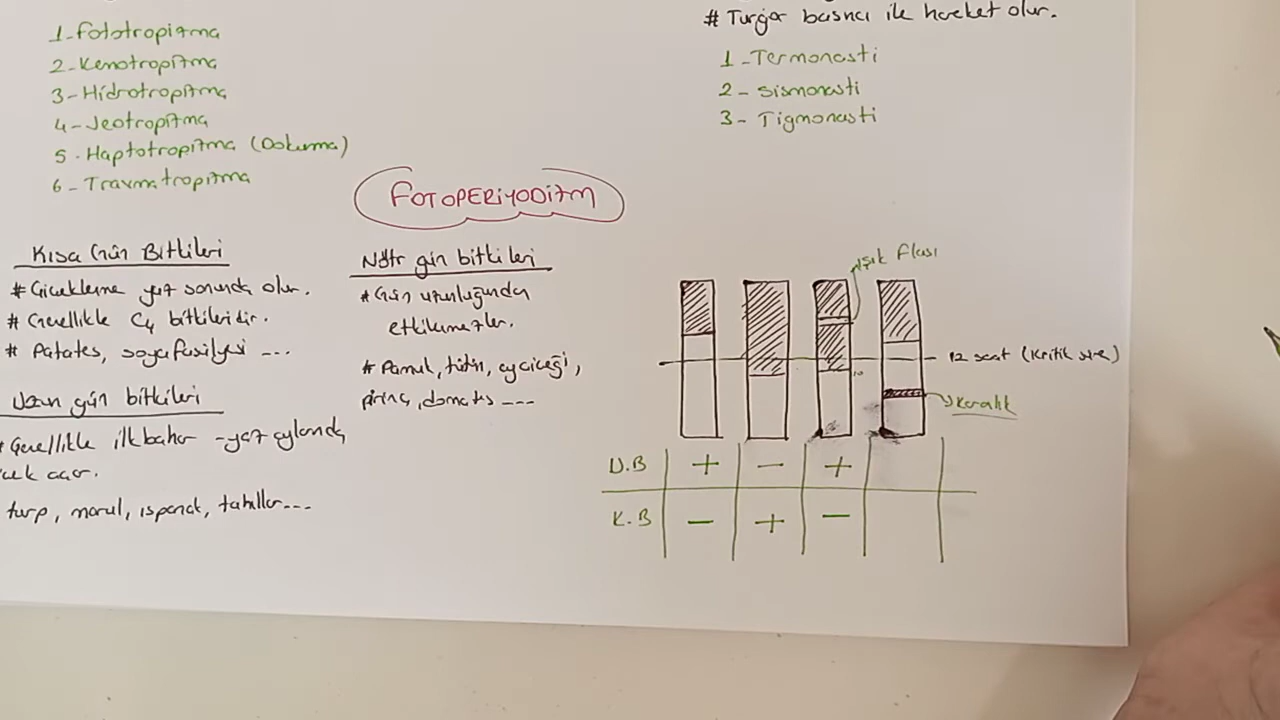 1-Fototropizma
2-Kemotropizma
3-Hidrotropizma
4-Jeotropizma
5-Haptotropizma (Dokunma)
6-Travmatropizma
# Turgor basıncı ile hareket olur.
1-Termonasti
2-Sismonasti
3-Tigmonasti
FOTOPERİYODİZM
Kısa Gün Bitkileri
# Çiçeklenme yaz sonunda olur.
# Genellikle C4 bitkileridir.
# Patates, soya fasülyesi ...
Uzun gün bitkileri
# Genellikle ilkbahar - yaz aylarında
çek açar.
turp, marul, ıspanak, tahıllar...
Nötr gün bitkileri
# Gün uzunluğundan
etkilenmezler.
# Pamuk, tütün, ayçiçeği,
pirinç, domates ---
Işık Flaşı
12 saat (Kritik süre)
10
Karanlık
U.B + - +
K.B - + -